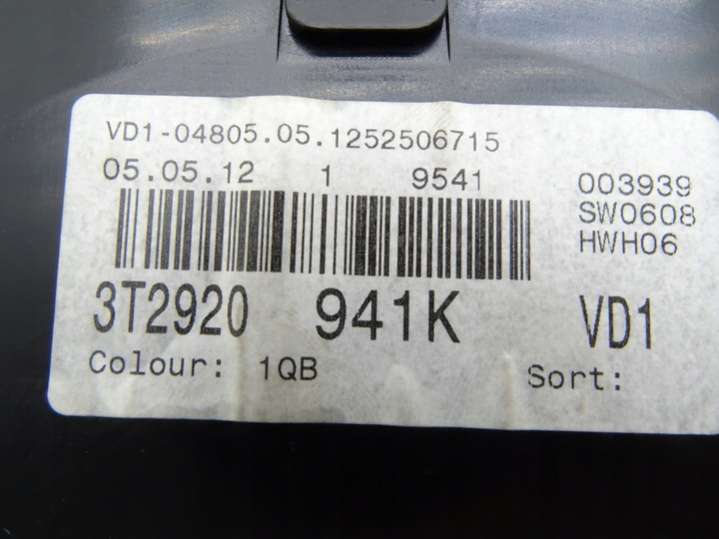 VD1-04805.05.1252506715
05.05.12 1 9541 003939
SW0608
HWH06
3T2920 941K VD1
Colour: 1QB Sort: